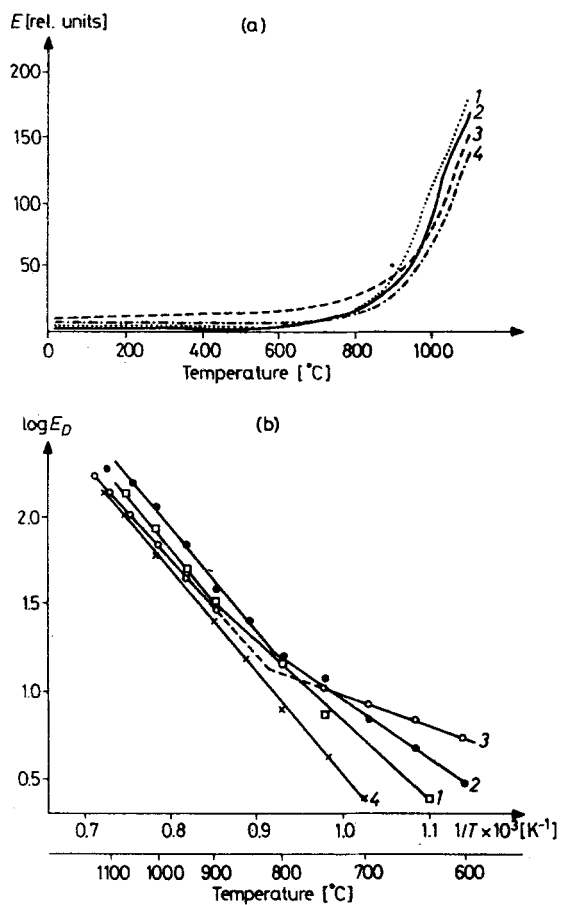 E [rel. units]
(a)
200
150
100
50
1
2
3
4
0 200 400 600 800 1000
Temperature [°C]
log E_D
(b)
2.0
1.5
1.0
0.5
3
2
4
1
0.7 0.8 0.9 1.0 1.1 1/T × 10³ [K⁻¹]
1100 1000 900 800 700 600
Temperature [°C]